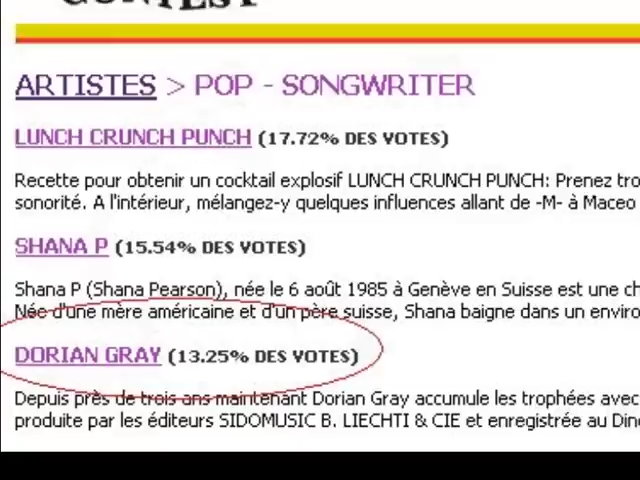 CONTEST
ARTISTES > POP - SONGWRITER
LUNCH CRUNCH PUNCH (17.72% DES VOTES)
Recette pour obtenir un cocktail explosif LUNCH CRUNCH PUNCH: Prenez tro
sonorité. A l'intérieur, mélangez-y quelques influences allant de -M- à Maceo
SHANA P (15.54% DES VOTES)
Shana P (Shana Pearson), née le 6 août 1985 à Genève en Suisse est une ch
Née d'une mère américaine et d'un père suisse, Shana baigne dans un enviro
DORIAN GRAY (13.25% DES VOTES)
Depuis près de trois ans maintenant Dorian Gray accumule les trophées avec
produite par les éditeurs SIDOMUSIC B. LIECHTI & CIE et enregistrée au Din